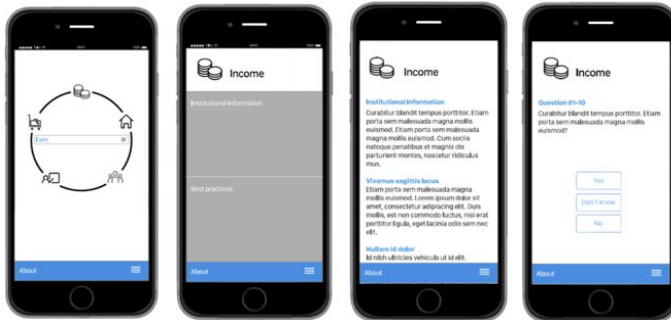 I am
About
Income
Institutional Information
Best practices
About
Income
Institutional Information
Curabitur blandit tempus porttitor. Etiam
porta sem malesuada magna mollis
euismod. Etiam porta sem malesuada
magna mollis euismod. Cum sociis
natoque penatibus et magnis dis
parturient montes, nascetur ridiculus
mus.
Vivamus sagittis lacus
Etiam porta sem malesuada magna
mollis euismod. Lorem ipsum dolor sit
amet, consectetur adipiscing elit. Duis
mollis, est non commodo luctus, nisi erat
porttitor ligula, eget lacinia odio sem nec
elit.
Nullam id dolor
id nibh ultricies vehicula ut id elit.
About
Income
Question #1-10
Curabitur blandit tempus porttitor. Etiam
porta sem malesuada magna mollis
euismod?
Yes
Don't know
No
About